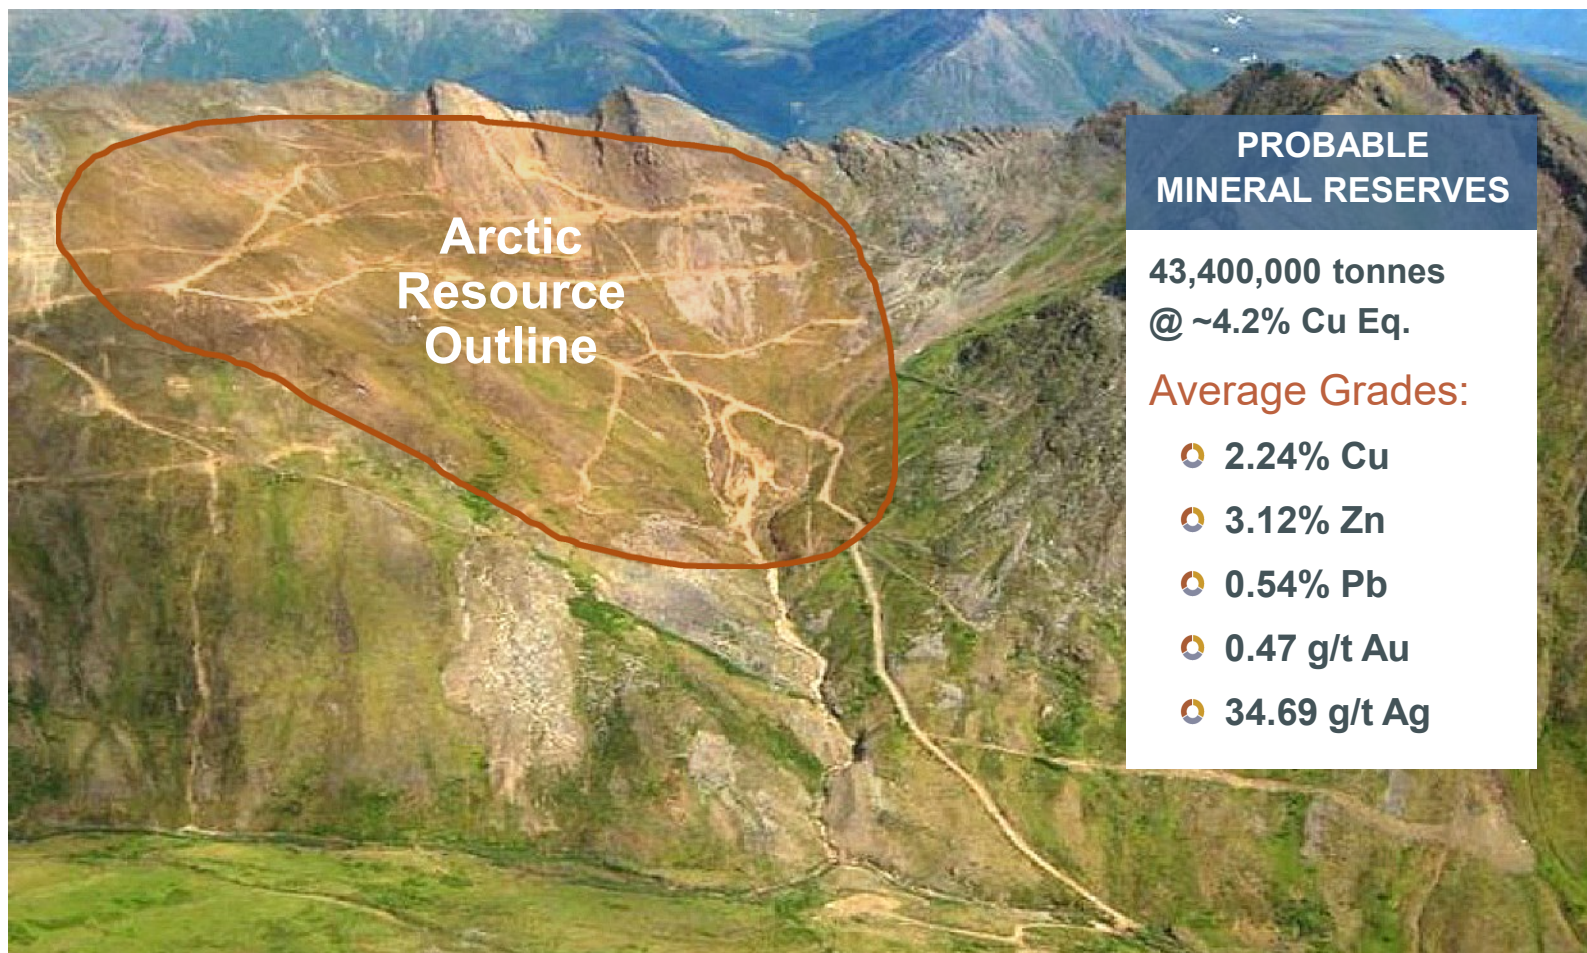 Arctic
Resource
Outline
PROBABLE
MINERAL RESERVES
43,400,000 tonnes
@ ~4.2% Cu Eq.
Average Grades:
2.24% Cu
3.12% Zn
0.54% Pb
0.47 g/t Au
34.69 g/t Ag